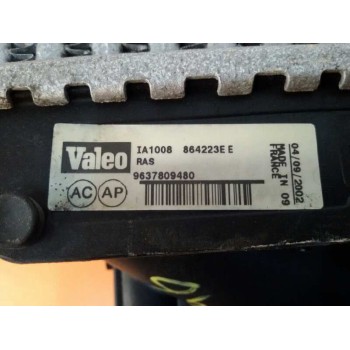 Valeo
IA1008 864223E E
RAS
9637809480
AC AP
04/09/2002
MADE IN 09
FRANCE